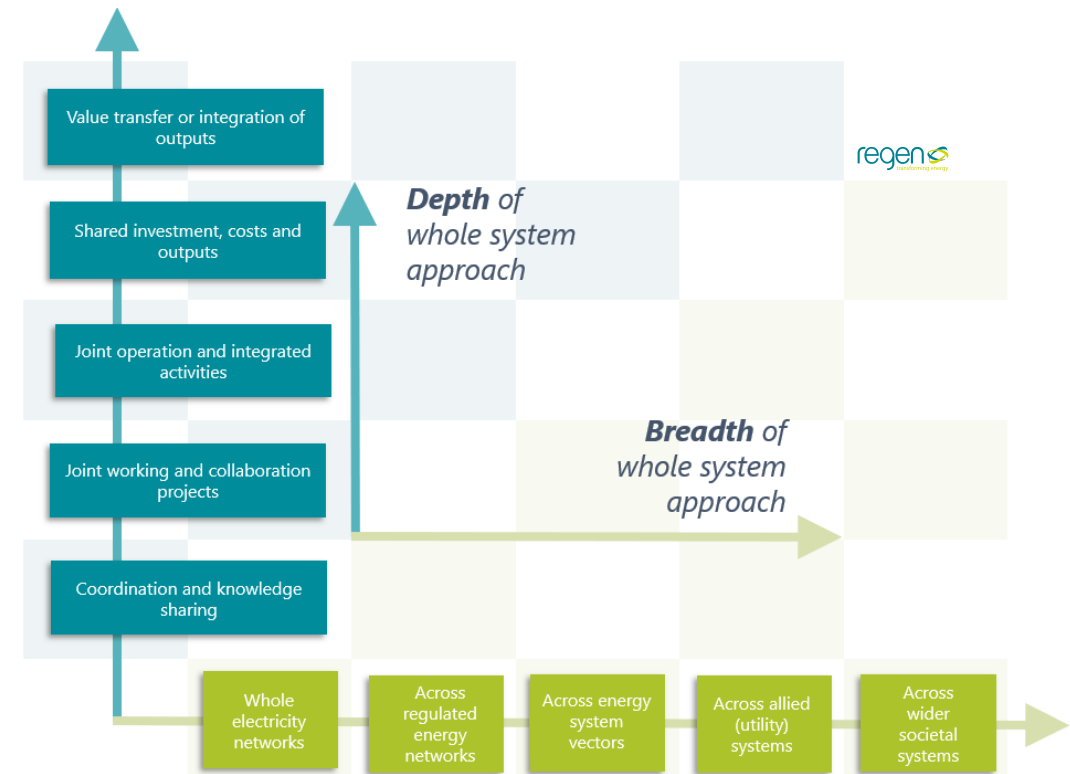 Value transfer or integration of
outputs
regen
transforming energy
Depth of
whole system
approach
Shared investment, costs and
outputs
Joint operation and integrated
activities
Breadth of
whole system
approach
Joint working and collaboration
projects
Coordination and knowledge
sharing
Whole
electricity
networks
Across
regulated
energy
networks
Across energy
system
vectors
Across allied
(utility)
systems
Across
wider
societal
systems